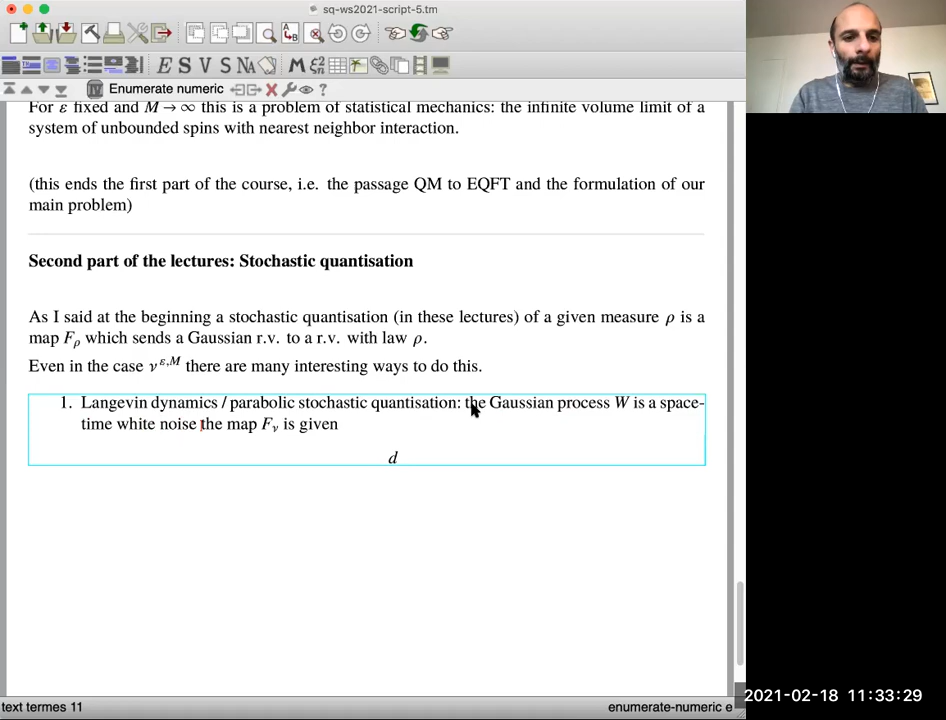 sq-ws2021-script-5.tm
E S V S NA M
Enumerate numeric
For ε fixed and M → ∞ this is a problem of statistical mechanics: the infinite volume limit of a
system of unbounded spins with nearest neighbor interaction.
(this ends the first part of the course, i.e. the passage QM to EQFT and the formulation of our
main problem)
Second part of the lectures: Stochastic quantisation
As I said at the beginning a stochastic quantisation (in these lectures) of a given measure ρ is a
map F_ρ which sends a Gaussian r.v. to a r.v. with law ρ.
Even in the case ν^{ε,M} there are many interesting ways to do this.
1. Langevin dynamics / parabolic stochastic quantisation: the Gaussian process W is a space-
time white noise the map F_ν is given
d
text termes 11
enumerate-numeric e
2021-02-18 11:33:29